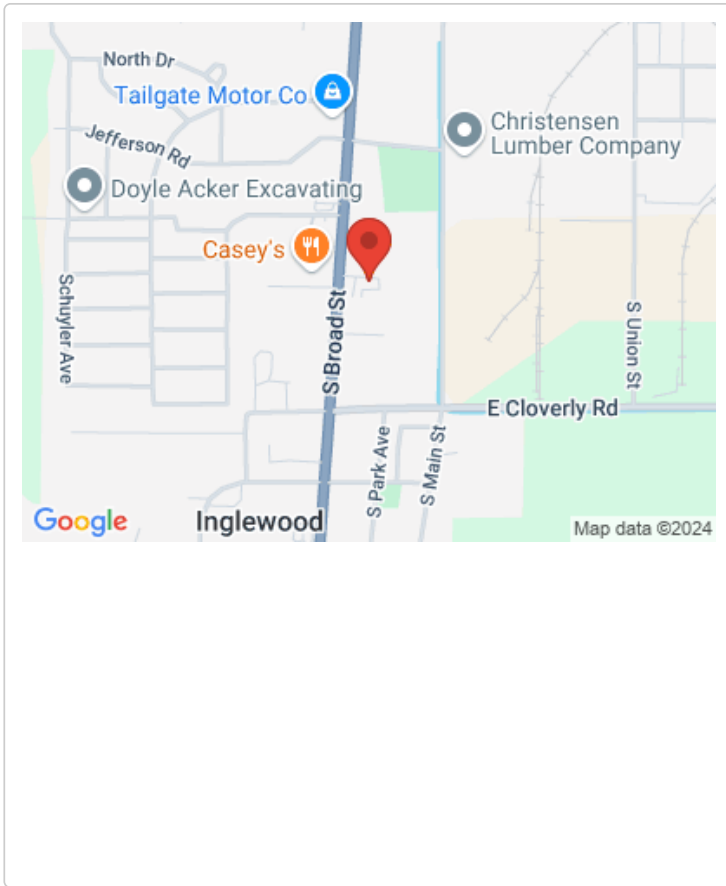 North Dr
Tailgate Motor Co
Jefferson Rd
Christensen
Lumber Company
Doyle Acker Excavating
Casey's
Schuyler Ave
S Broad St
S Union St
E Cloverly Rd
S Park Ave
S Main St
Google
Inglewood
Map data ©2024